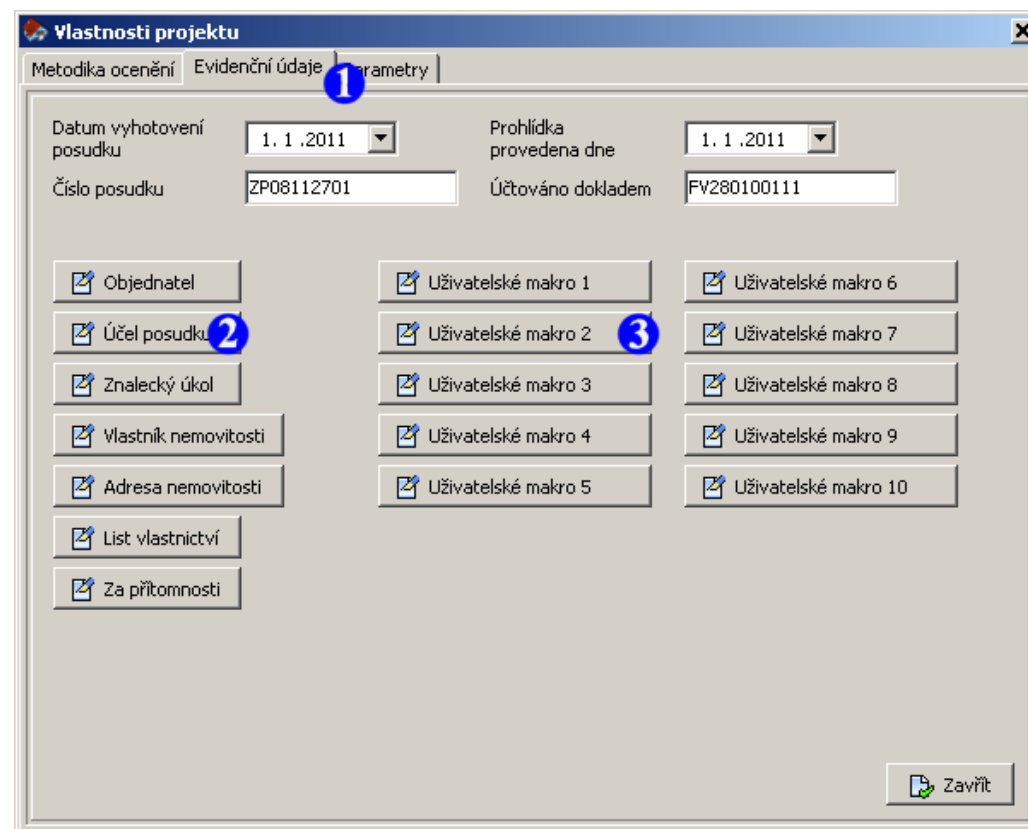 Vlastnosti projektu
Metodika ocenění Evidenční údaje 1 arametry
Datum vyhotovení posudku 1. 1 .2011 Prohlídka provedena dne 1. 1 .2011
Číslo posudku ZP08112701 Účtováno dokladem FV280100111
Objednatel Uživatelské makro 1 Uživatelské makro 6
Účel posudku 2 Uživatelské makro 2 3 Uživatelské makro 7
Znalecký úkol Uživatelské makro 3 Uživatelské makro 8
Vlastník nemovitosti Uživatelské makro 4 Uživatelské makro 9
Adresa nemovitosti Uživatelské makro 5 Uživatelské makro 10
List vlastnictví
Za přítomnosti
Zavřít